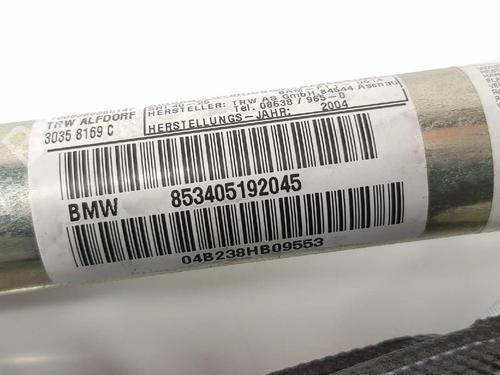 TRW ALFDORF
3035 8169 C
HERSTELLER: TRW AS GmbH 84544 Aschau
Tel. 08638 / 965-0
HERSTELLUNGS-JAHR: 2004
BMW 853405192045
04B238HB09553